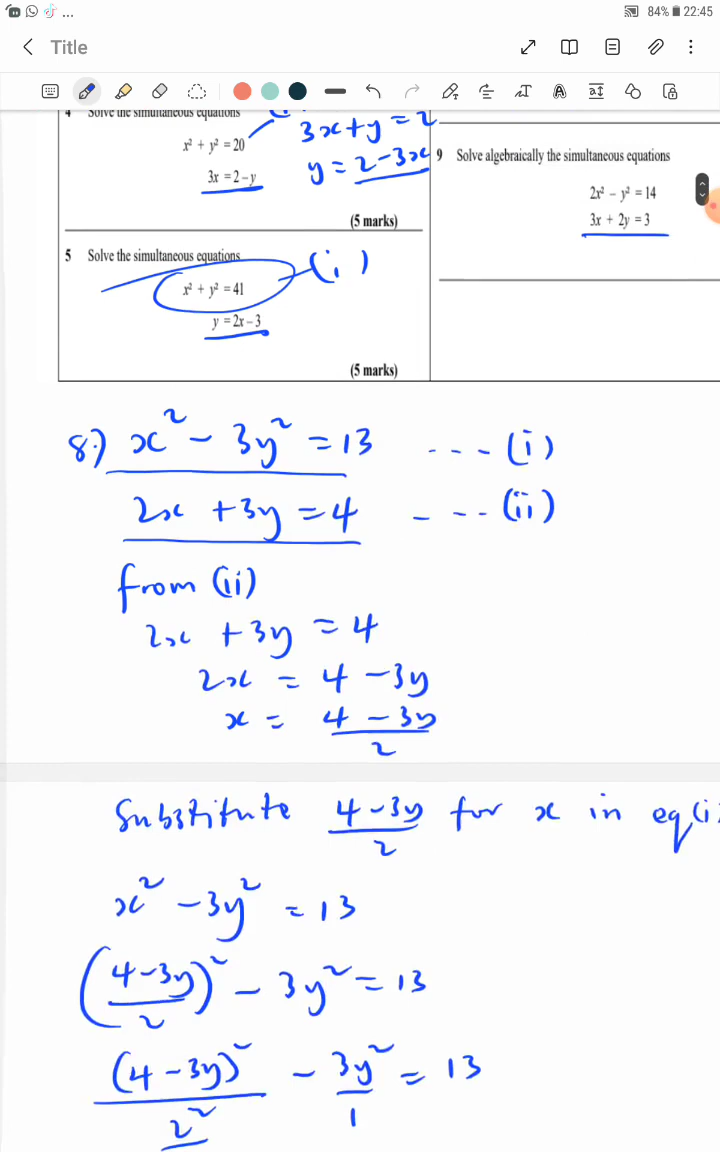 ... 84% 22:45
Title
4 Solve the simultaneous equations
x² + y² = 20
3x = 2 – y
3x + y = 2
y = 2 - 3x
(5 marks)
5 Solve the simultaneous equations
x² + y² = 41
(i)
y = 2x – 3
(5 marks)
9 Solve algebraically the simultaneous equations
2x² – y² = 14
3x + 2y = 3
8.) x² - 3y² = 13 --- (i)
2x + 3y = 4 - -- (ii)
from (ii)
2x + 3y = 4
2x = 4 - 3y
x = (4 - 3y)/2
Substitute (4-3y)/2 for x in eq(i)
x² - 3y² = 13
((4-3y)/2)² - 3y² = 13
(4-3y)²/2² - 3y²/1 = 13